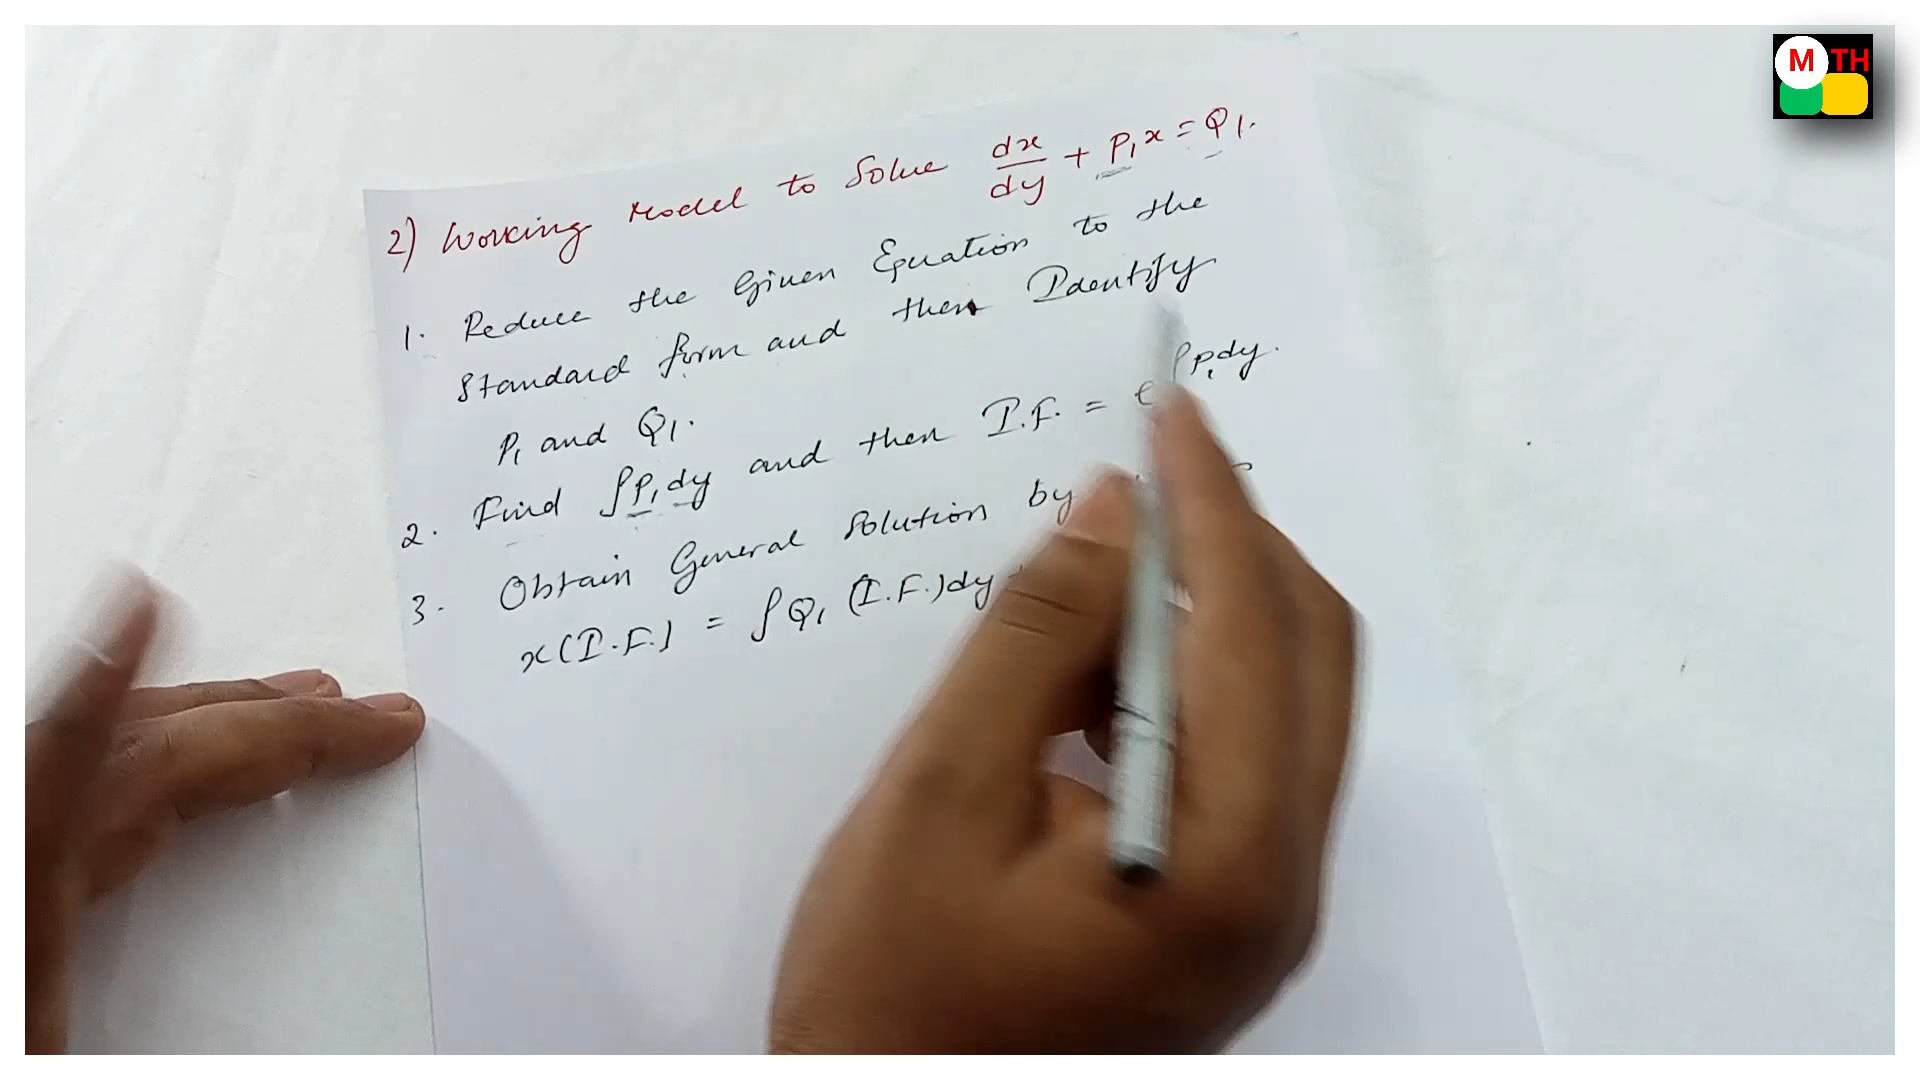 M TH
2) Working Model to Solve dx/dy + P₁x = Q₁.
1. Reduce the Given Equation to the
Standard form and then Identify
P₁ and Q₁.
2. Find ∫P₁dy and then I.F. = e^∫P₁dy.
3. Obtain General Solution by
x(I.F.) = ∫Q₁(I.F.)dy